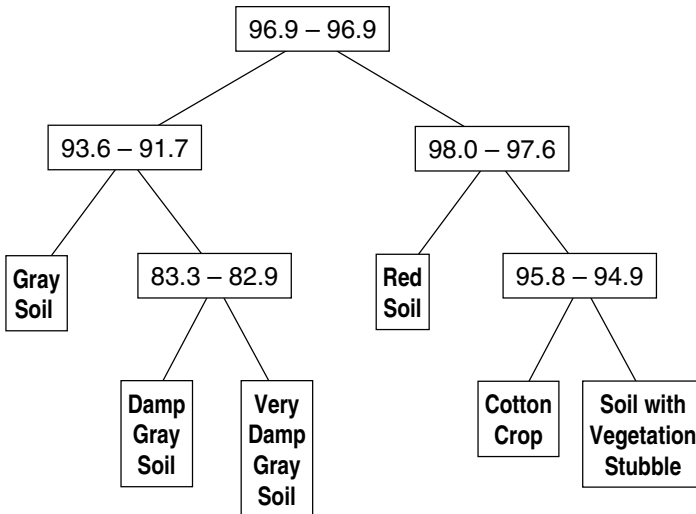 96.9 – 96.9
93.6 – 91.7
98.0 – 97.6
Gray
Soil
83.3 – 82.9
Red
Soil
95.8 – 94.9
Damp
Gray
Soil
Very
Damp
Gray
Soil
Cotton
Crop
Soil with
Vegetation
Stubble